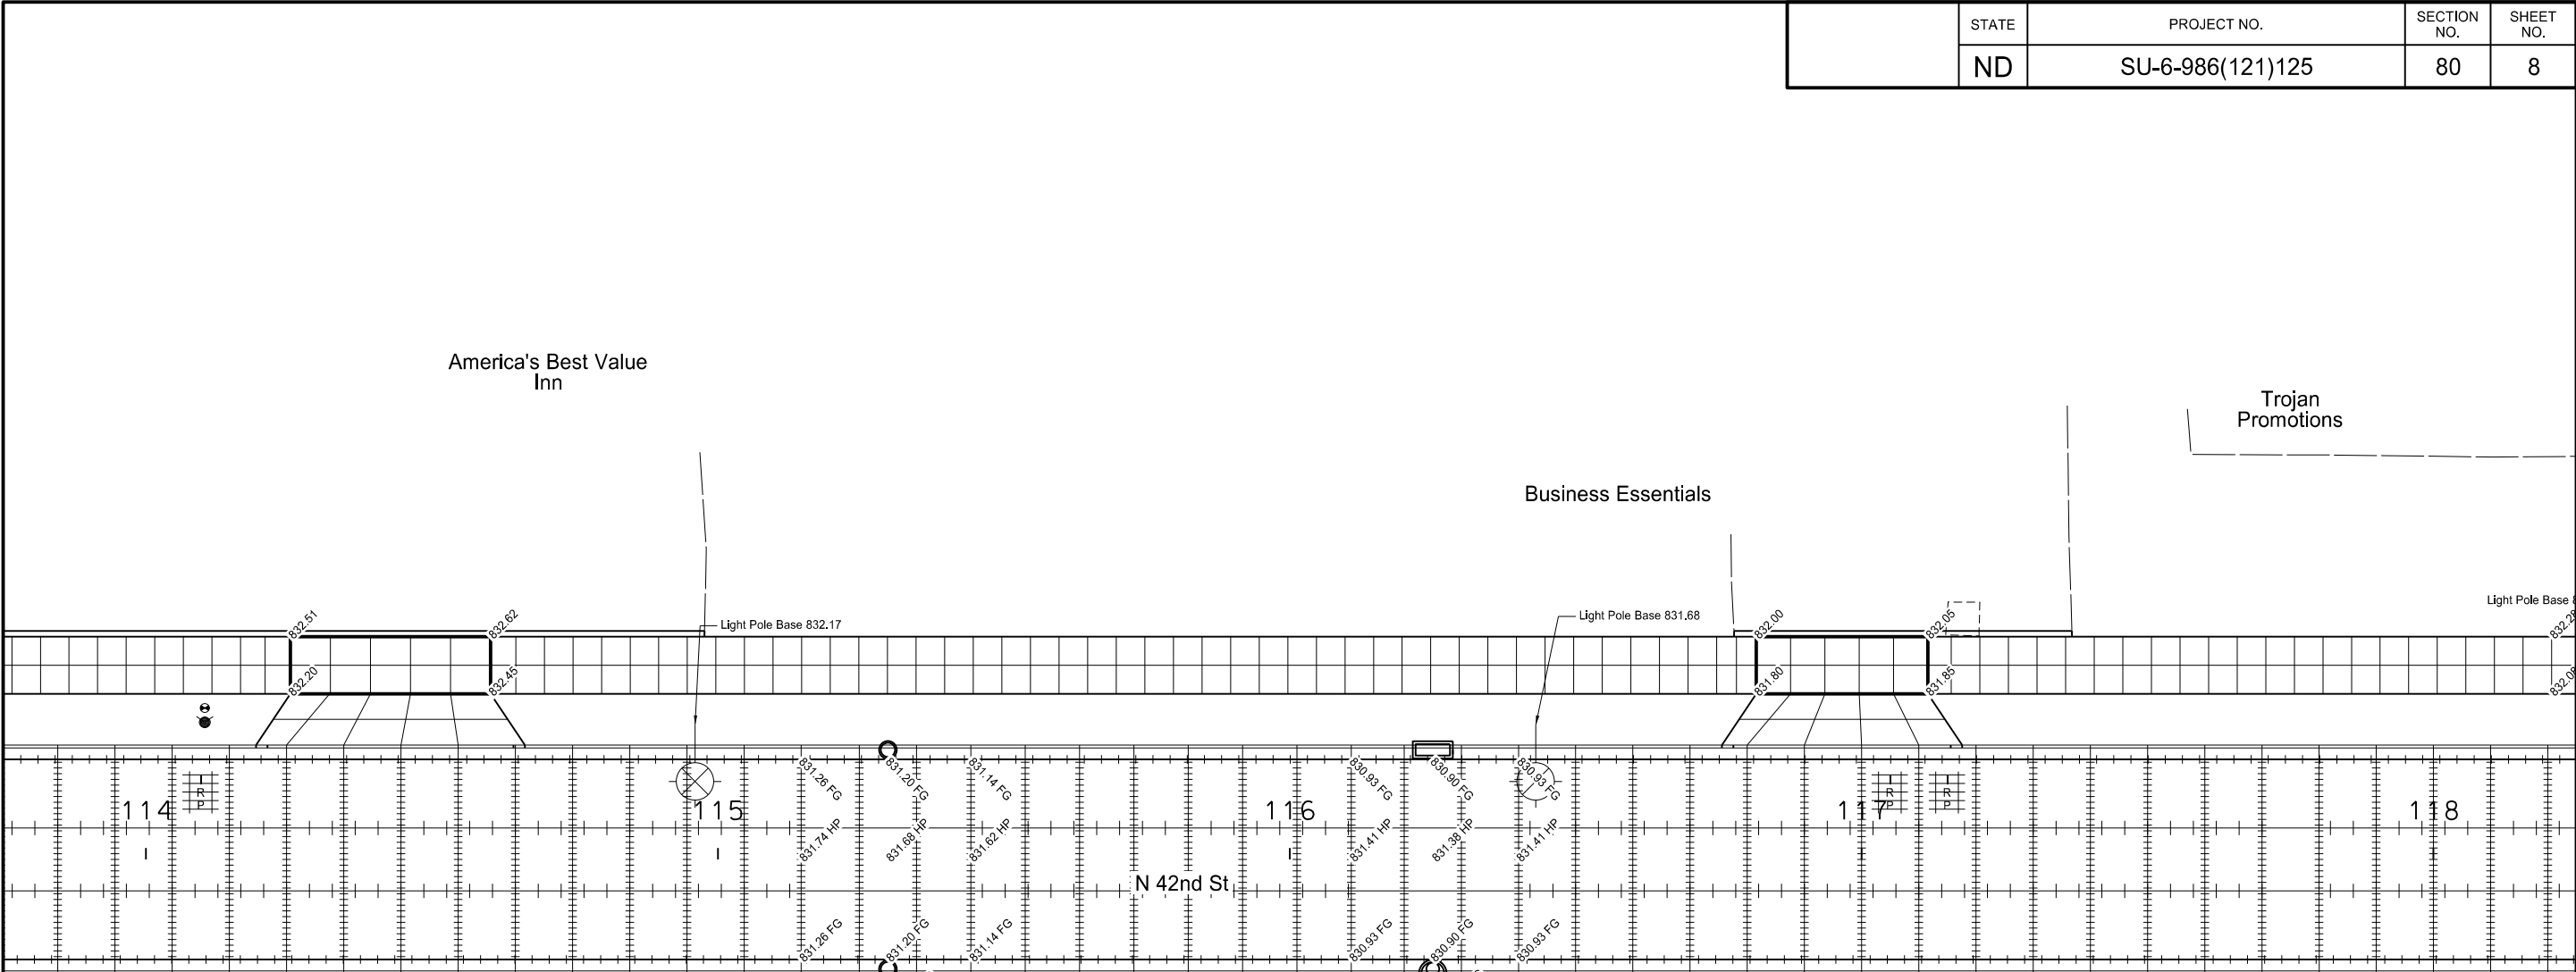 STATE
PROJECT NO.
SECTION NO.
SHEET NO.
ND
SU-6-986(121)125
80
8
America's Best Value
Inn
Trojan
Promotions
Business Essentials
832.51
832.62
Light Pole Base 832.17
Light Pole Base 831.68
832.00
832.05
Light Pole Base
832.20
832.45
831.80
831.85
I
R
P
I
R
P
I
R
P
831.26 FG
831.20 FG
831.14 FG
830.93 FG
830.90 FG
830.93 FG
114
115
116
117
118
831.74 HP
831.68 HP
831.62 HP
831.41 HP
831.38 HP
831.41 HP
N 42nd St
831.26 FG
831.20 FG
831.14 FG
830.93 FG
830.90 FG
830.93 FG